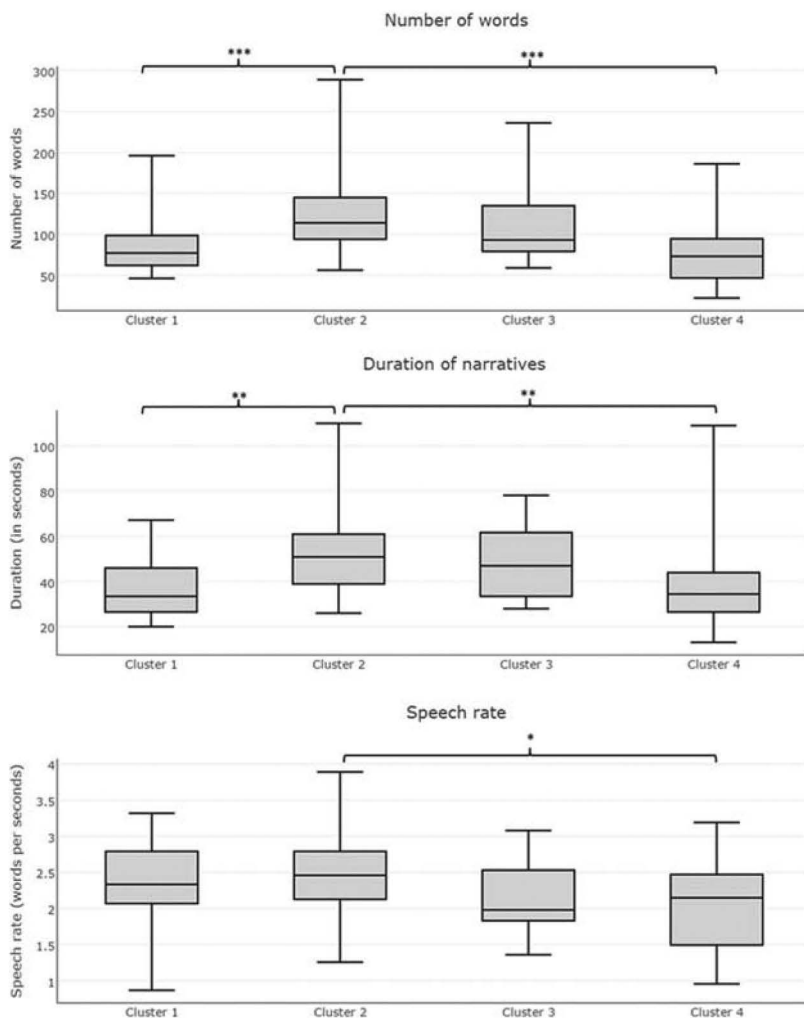 Number of words
***
***
300
250
200
150
100
50
Number of words
Cluster 1
Cluster 2
Cluster 3
Cluster 4
Duration of narratives
**
**
100
80
60
40
20
Duration (in seconds)
Cluster 1
Cluster 2
Cluster 3
Cluster 4
Speech rate
*
4
3.5
3
2.5
2
1.5
1
Speech rate (words per seconds)
Cluster 1
Cluster 2
Cluster 3
Cluster 4